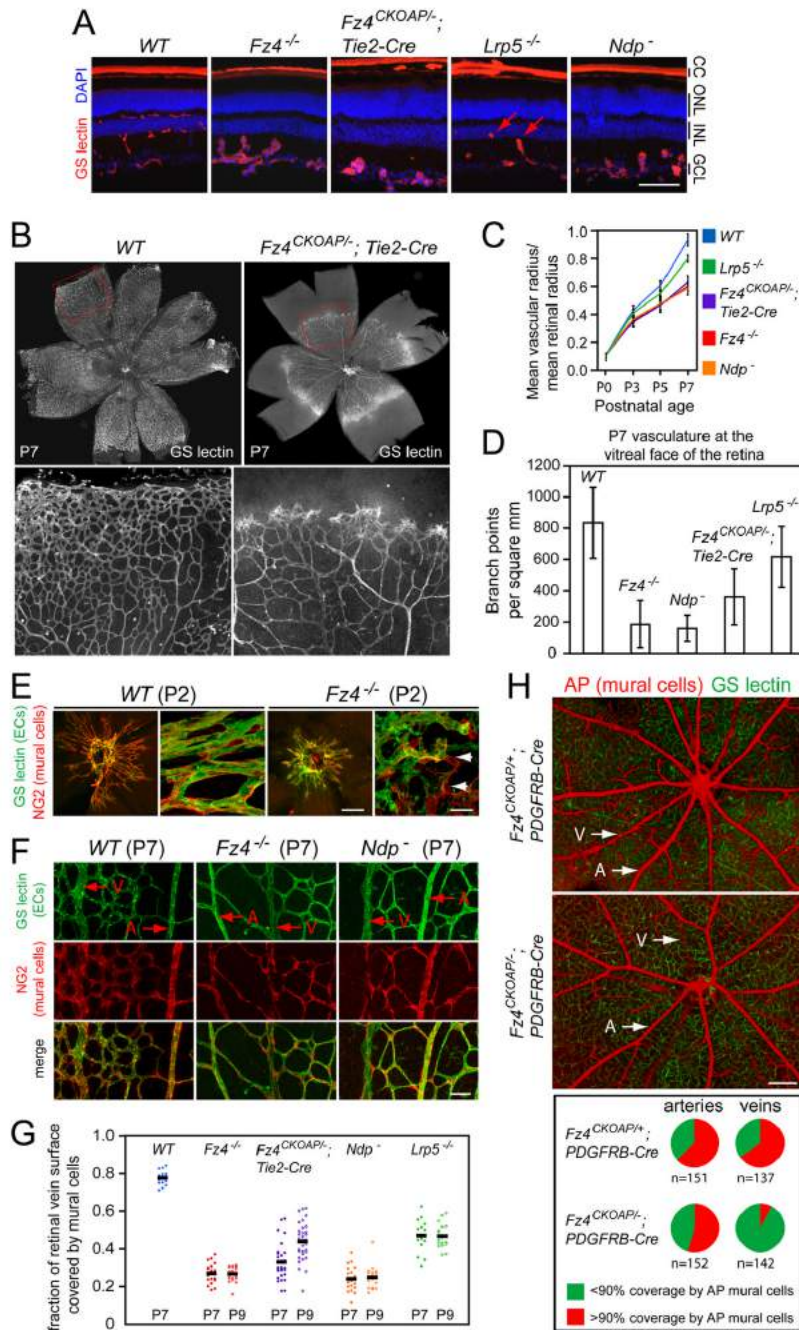 A
WT
Fz4-/-
Fz4CKOAP/-;
Tie2-Cre
Lrp5-/-
Ndp-
GS lectin
DAPI
CC
ONL
INL
GCL
B
WT
Fz4CKOAP/-; Tie2-Cre
P7
GS lectin
P7
GS lectin
C
Mean vascular radius/
mean retinal radius
1.0
0.8
0.6
0.4
0.2
0.0
P0
P3
P5
P7
Postnatal age
WT
Lrp5-/-
Fz4CKOAP/-;
Tie2-Cre
Fz4-/-
Ndp-
D
P7 vasculature at the
vitreal face of the retina
Branch points
per square mm
1200
1000
800
600
400
200
0
WT
Fz4-/-
Ndp-
Fz4CKOAP/-;
Tie2-Cre
Lrp5-/-
E
WT (P2)
Fz4-/- (P2)
GS lectin (ECs)
NG2 (mural cells)
F
WT (P7)
Fz4-/- (P7)
Ndp- (P7)
GS lectin
(ECs)
V
A
A
V
V
A
NG2
(mural cells)
merge
G
fraction of retinal vein surface
covered by mural cells
1.0
0.8
0.6
0.4
0.2
0
WT
Fz4-/-
Fz4CKOAP/-;
Tie2-Cre
Ndp-
Lrp5-/-
P7
P7 P9
P7 P9
P7 P9
P7 P9
H
AP (mural cells) GS lectin
Fz4CKOAP/+;
PDGFRB-Cre
V
A
Fz4CKOAP/-;
PDGFRB-Cre
V
A
arteries veins
Fz4CKOAP/+;
PDGFRB-Cre
n=151 n=137
Fz4CKOAP/-;
PDGFRB-Cre
n=152 n=142
<90% coverage by AP mural cells
>90% coverage by AP mural cells